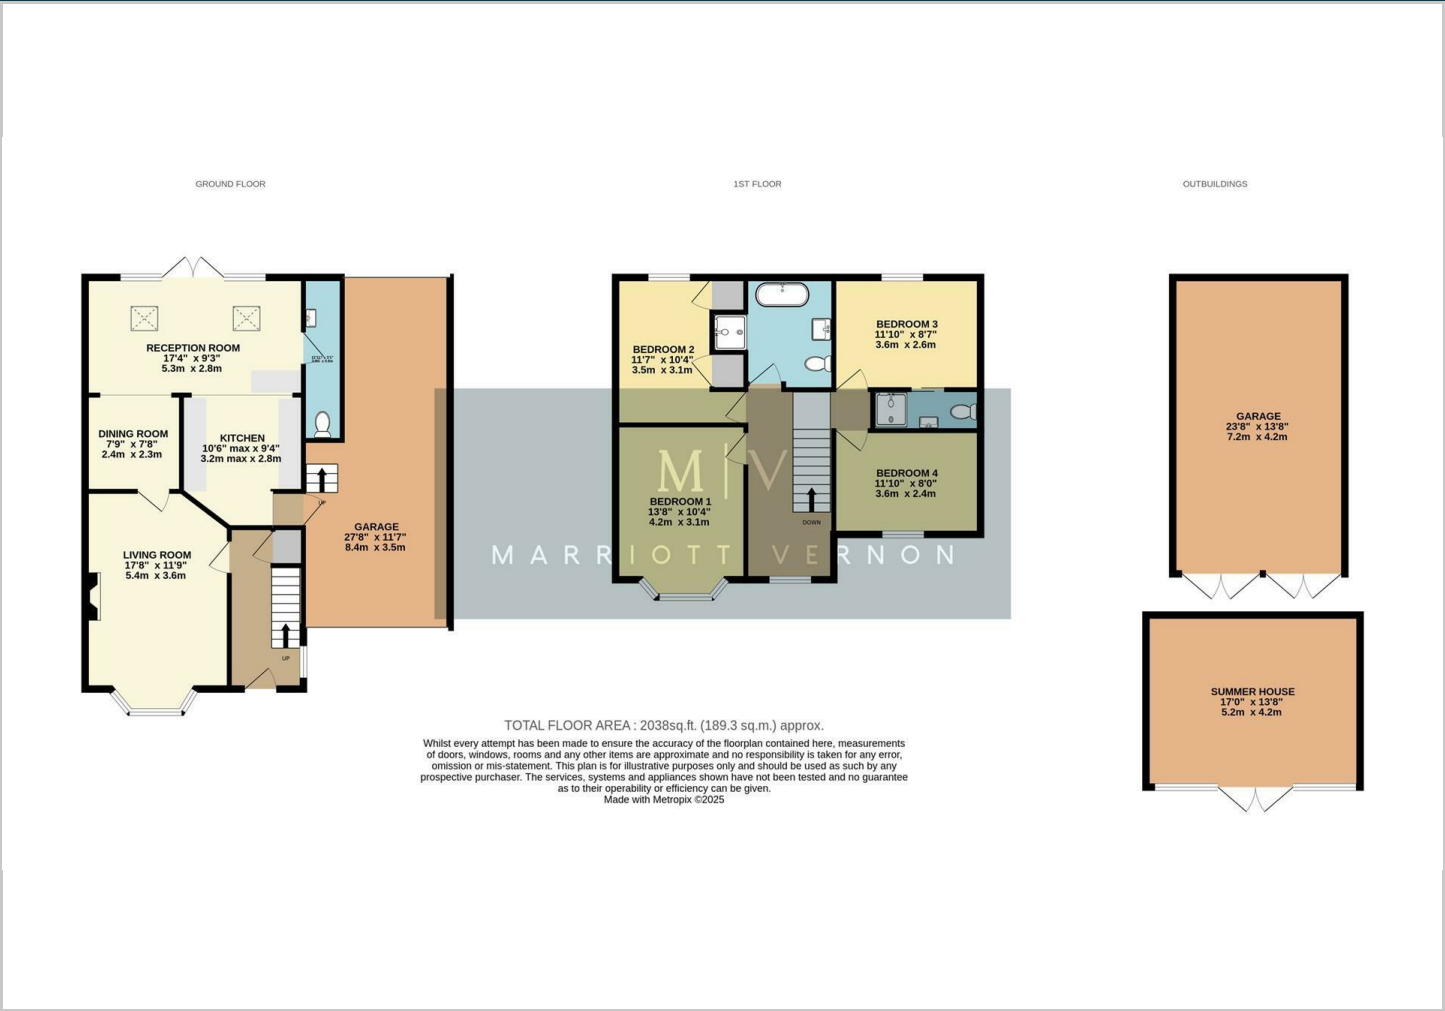 GROUND FLOOR
1ST FLOOR
OUTBUILDINGS
RECEPTION ROOM
17'4" x 9'3"
5.3m x 2.8m
DINING ROOM
7'9" x 7'8"
2.4m x 2.3m
KITCHEN
10'6" max x 9'4"
3.2m max x 2.8m
UP
GARAGE
27'8" x 11'7"
8.4m x 3.5m
LIVING ROOM
17'8" x 11'9"
5.4m x 3.6m
UP
BEDROOM 2
11'7" x 10'4"
3.5m x 3.1m
BEDROOM 3
11'10" x 8'7"
3.6m x 2.6m
BEDROOM 1
13'8" x 10'4"
4.2m x 3.1m
BEDROOM 4
11'10" x 8'0"
3.6m x 2.4m
DOWN
M|V
MARRIOTT VERNON
GARAGE
23'8" x 13'8"
7.2m x 4.2m
SUMMER HOUSE
17'0" x 13'8"
5.2m x 4.2m
TOTAL FLOOR AREA : 2038sq.ft. (189.3 sq.m.) approx.
Whilst every attempt has been made to ensure the accuracy of the floorplan contained here, measurements
of doors, windows, rooms and any other items are approximate and no responsibility is taken for any error,
omission or mis-statement. This plan is for illustrative purposes only and should be used as such by any
prospective purchaser. The services, systems and appliances shown have not been tested and no guarantee
as to their operability or efficiency can be given.
Made with Metropix ©2025